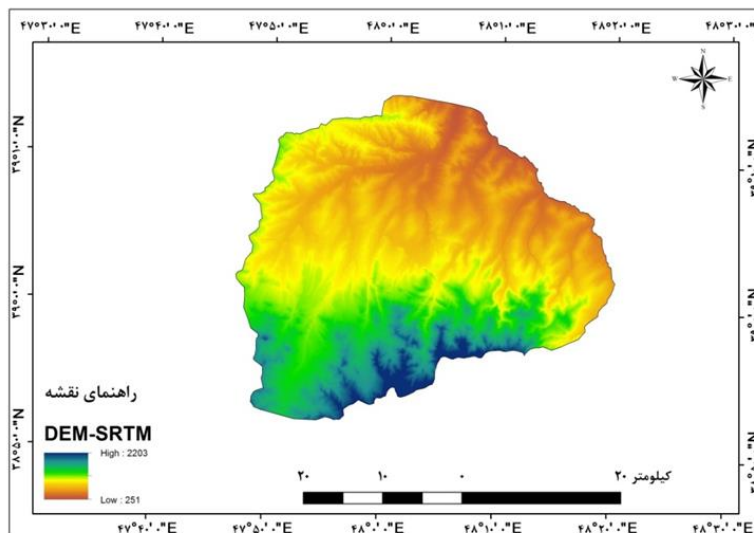 ۴۷°۳۰'۰"E ۴۷°۴۰'۰"E ۴۷°۵۰'۰"E ۴۸°۰'۰"E ۴۸°۱۰'۰"E ۴۸°۲۰'۰"E ۴۸°۳۰'۰"E
N
W E
S
۳۹°۱۰'۰"N
۳۹°۰'۰"N
۳۸°۵۰'۰"N
راهنمای نقشه
DEM-SRTM
High : 2203
Low : 251
۲۰ ۱۰ ۰ ۲۰ کیلومتر
۴۷°۴۰'۰"E ۴۷°۵۰'۰"E ۴۸°۰'۰"E ۴۸°۱۰'۰"E ۴۸°۲۰'۰"E ۴۸°۳۰'۰"E